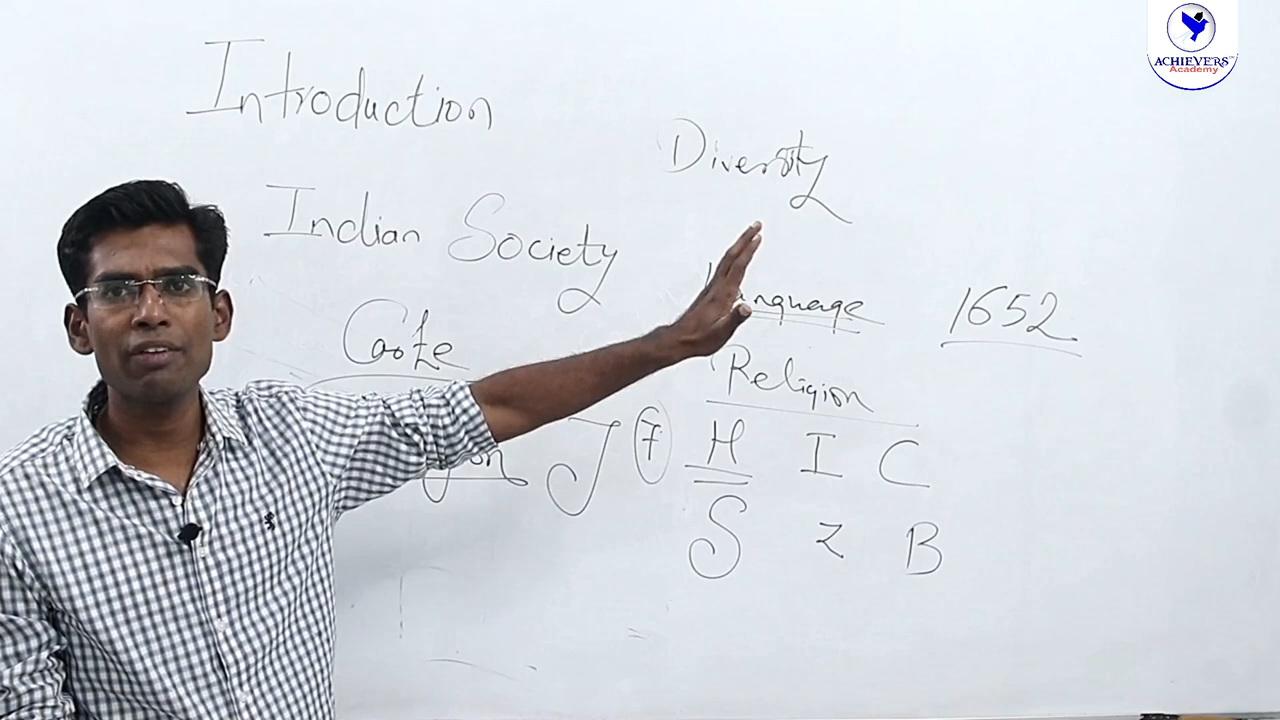 ACHIEVERS
Academy
Introduction
Diversity
Indian Society
Language 1652
Caste
Religion
J 7 H I C
S Z B